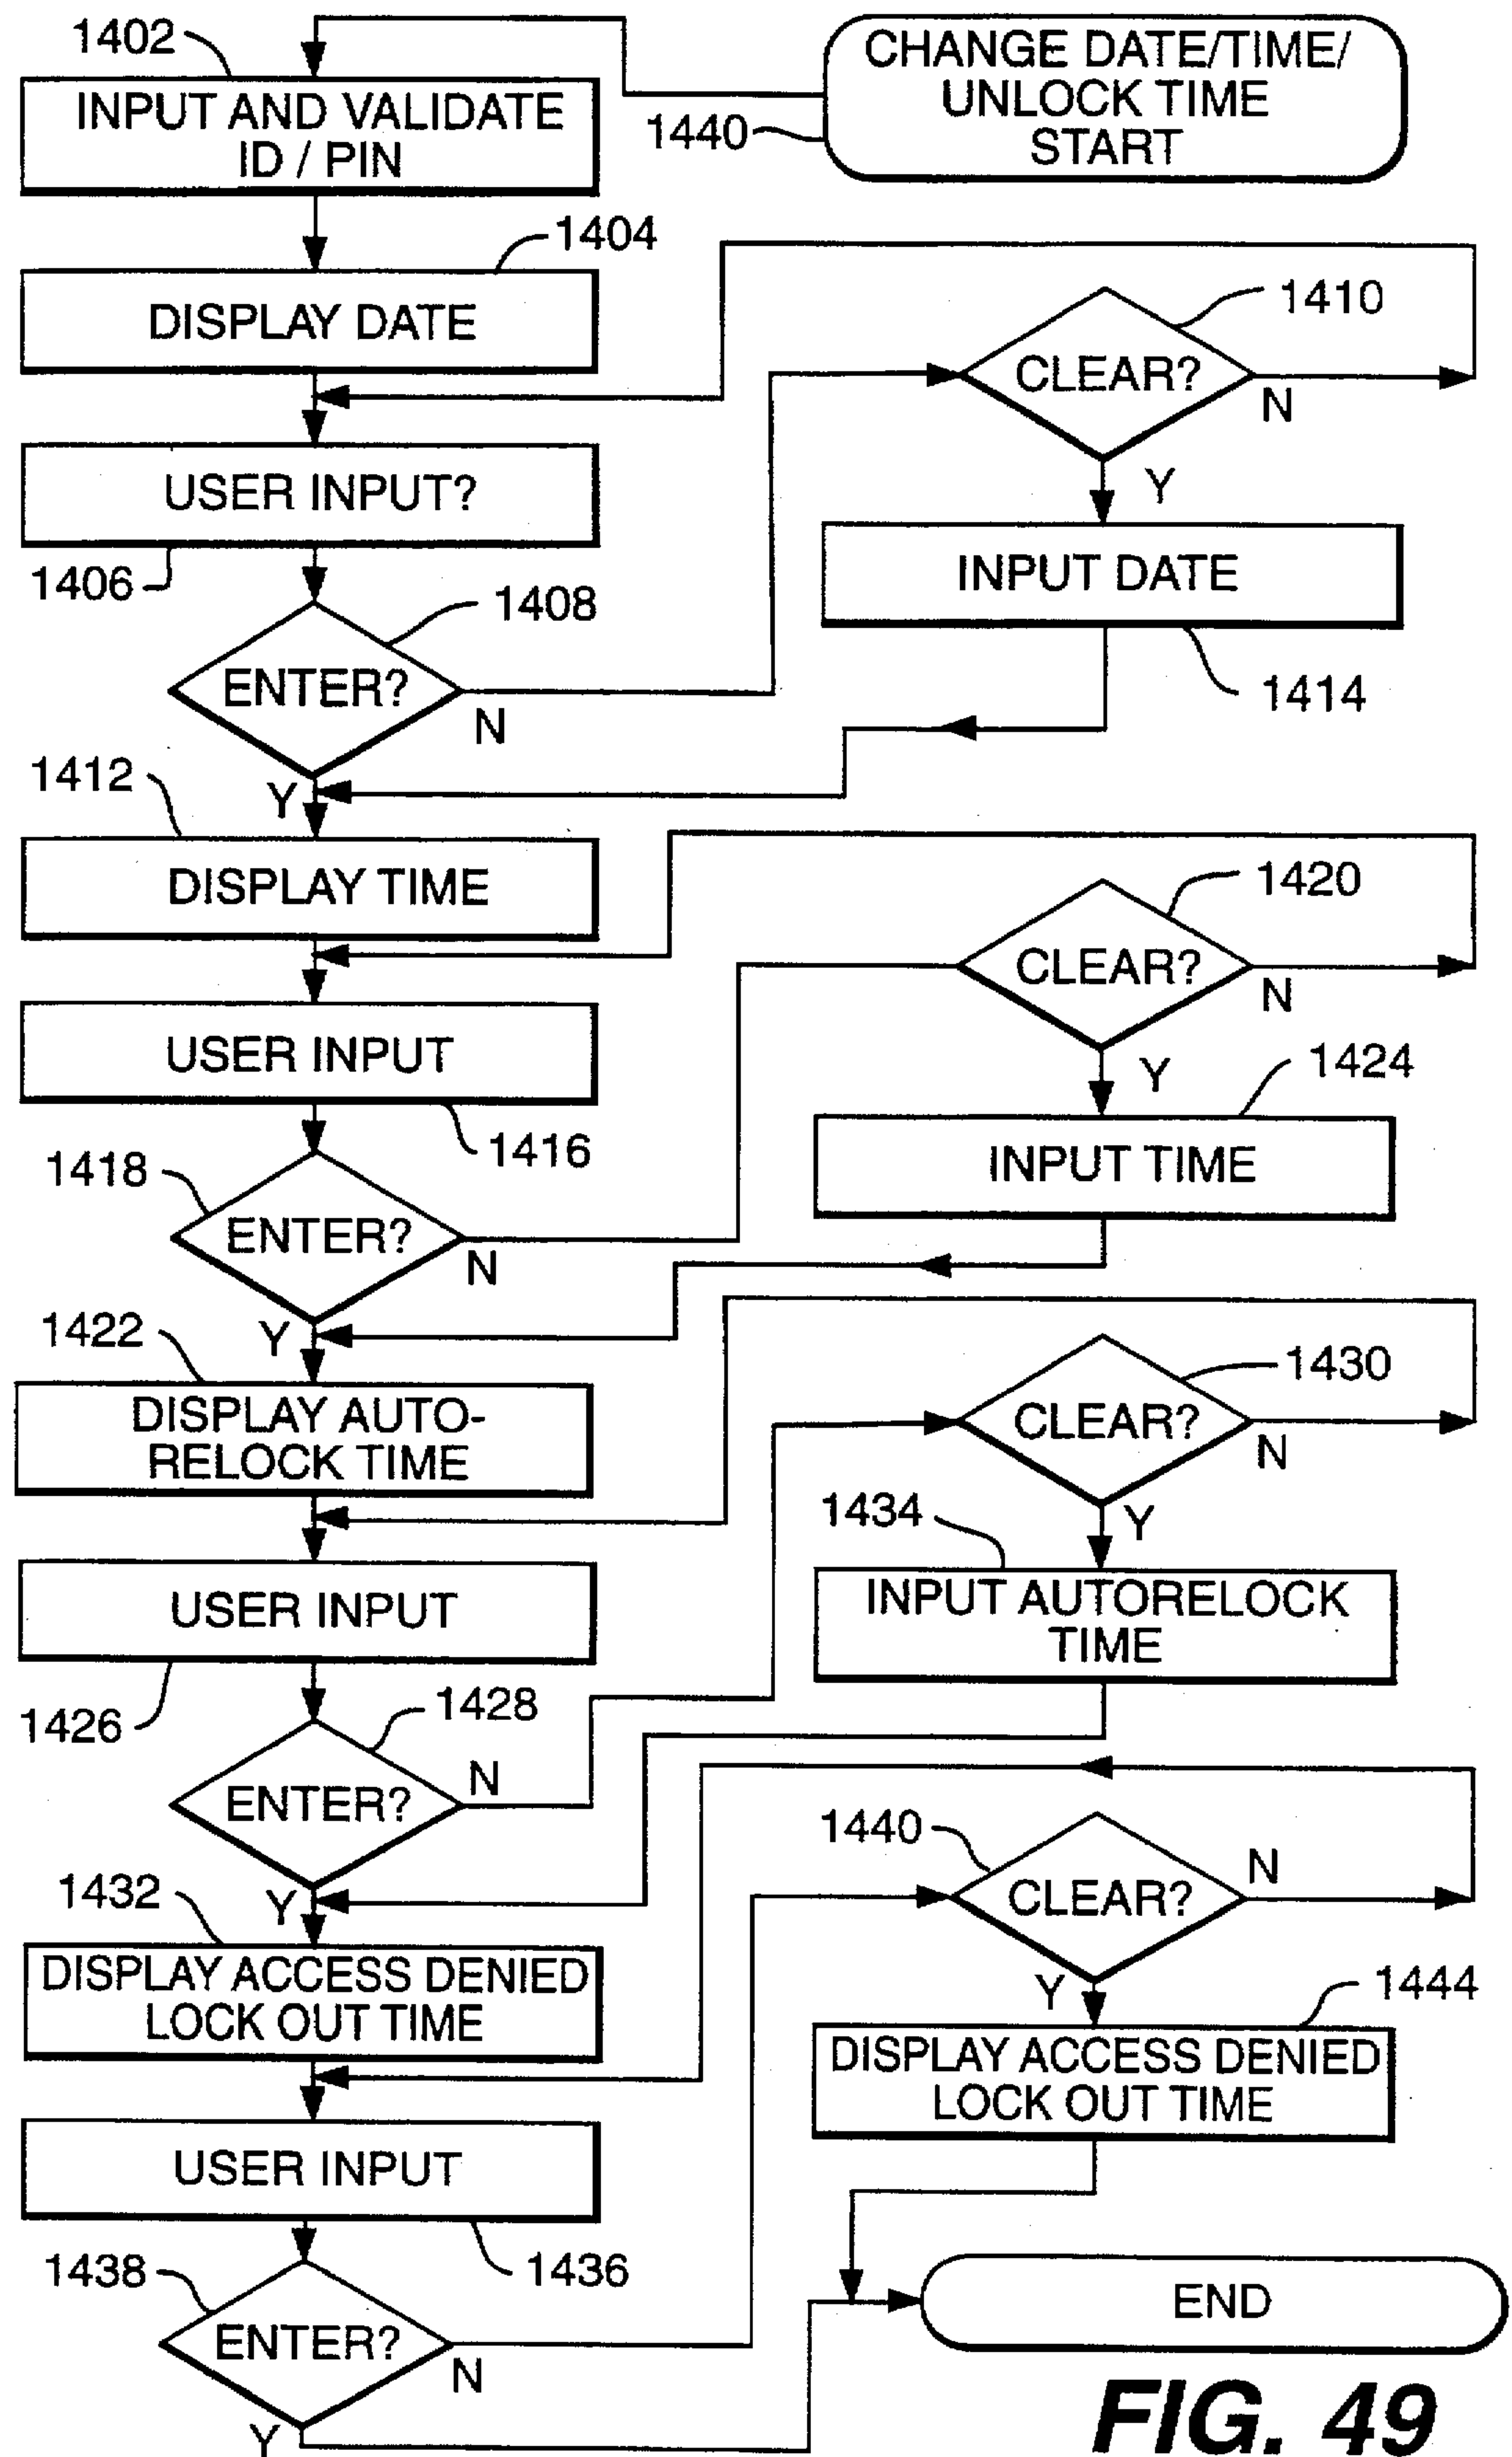 1402
CHANGE DATE/TIME/
UNLOCK TIME
START
1440
INPUT AND VALIDATE
ID / PIN
1404
DISPLAY DATE
1410
CLEAR?
N
Y
USER INPUT?
1406
INPUT DATE
1414
1408
ENTER?
N
Y
1412
DISPLAY TIME
1420
CLEAR?
N
Y
USER INPUT
1416
1424
INPUT TIME
1418
ENTER?
N
Y
1422
DISPLAY AUTO-
RELOCK TIME
1430
CLEAR?
N
Y
1434
INPUT AUTORELOCK
TIME
USER INPUT
1426
1428
ENTER?
N
Y
1432
DISPLAY ACCESS DENIED
LOCK OUT TIME
1440
CLEAR?
N
Y
1444
DISPLAY ACCESS DENIED
LOCK OUT TIME
USER INPUT
1436
1438
ENTER?
N
Y
END
FIG. 49